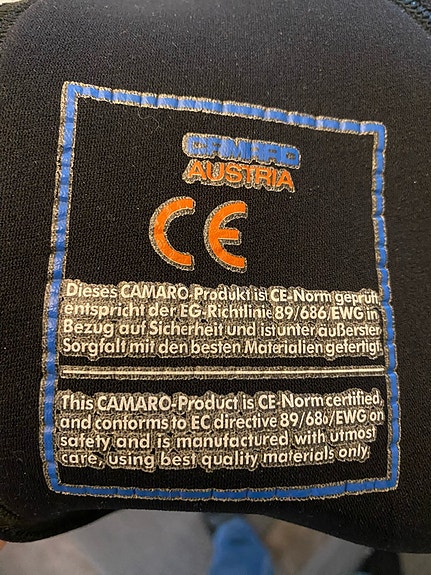 CAMARO
AUSTRIA
CE
Dieses CAMARO-Produkt ist CE-Norm geprüft,
entspricht der EG-Richtlinie 89/686/EWG in
Bezug auf Sicherheit und ist unter äußerster
Sorgfalt mit den besten Materialien gefertigt.
This CAMARO-Product is CE-Norm certified,
and conforms to EC directive 89/686/EWG on
safety and is manufactured with utmost
care, using best quality materials only.